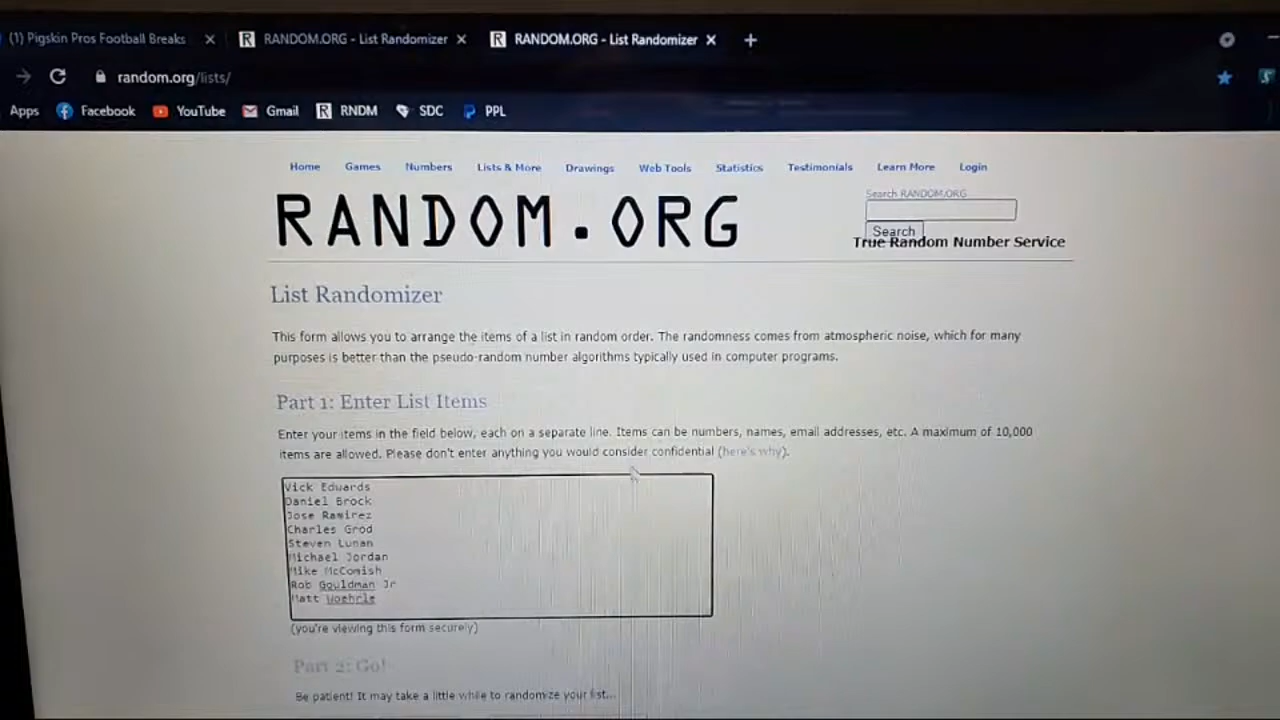 (1) Pigskin Pros Football Breaks
RANDOM.ORG - List Randomizer
RANDOM.ORG - List Randomizer
random.org/lists/
Apps Facebook YouTube Gmail RNDM SDC PPL
Home Games Numbers Lists & More Drawings Web Tools Statistics Testimonials Learn More Login
RANDOM.ORG
Search RANDOM.ORG
Search
True Random Number Service
List Randomizer
This form allows you to arrange the items of a list in random order. The randomness comes from atmospheric noise, which for many
purposes is better than the pseudo-random number algorithms typically used in computer programs.
Part 1: Enter List Items
Enter your items in the field below, each on a separate line. Items can be numbers, names, email addresses, etc. A maximum of 10,000
items are allowed. Please don't enter anything you would consider confidential (here's why).
Vick Eduards
Daniel Brock
Jose Ramirez
Charles Grod
Steven Lunan
Michael Jordan
Mike McComish
Rob Gouldman Jr
Matt Woehrle
(you're viewing this form securely)
Part 2: Go!
Be patient! It may take a little while to randomize your list...